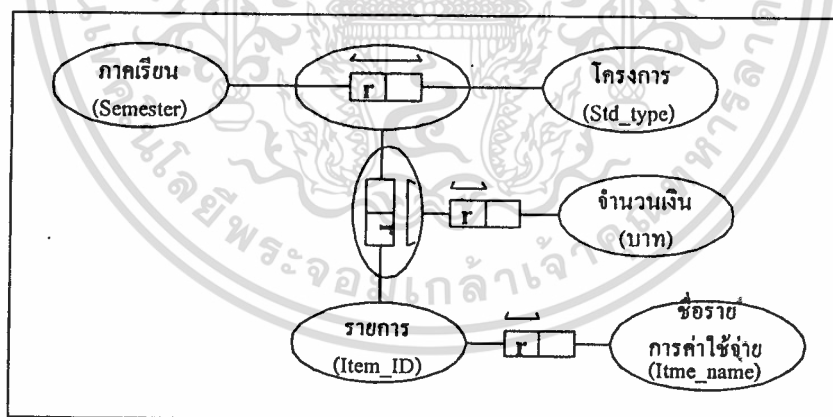 ภาคเรียน
(Semester)
r
โครงการ
(Std_type)
r
r
จำนวนเงิน
(บาท)
รายการ
(Item_ID)
r
ชื่อราย
การค่าใช้จ่าย
(Itme_name)